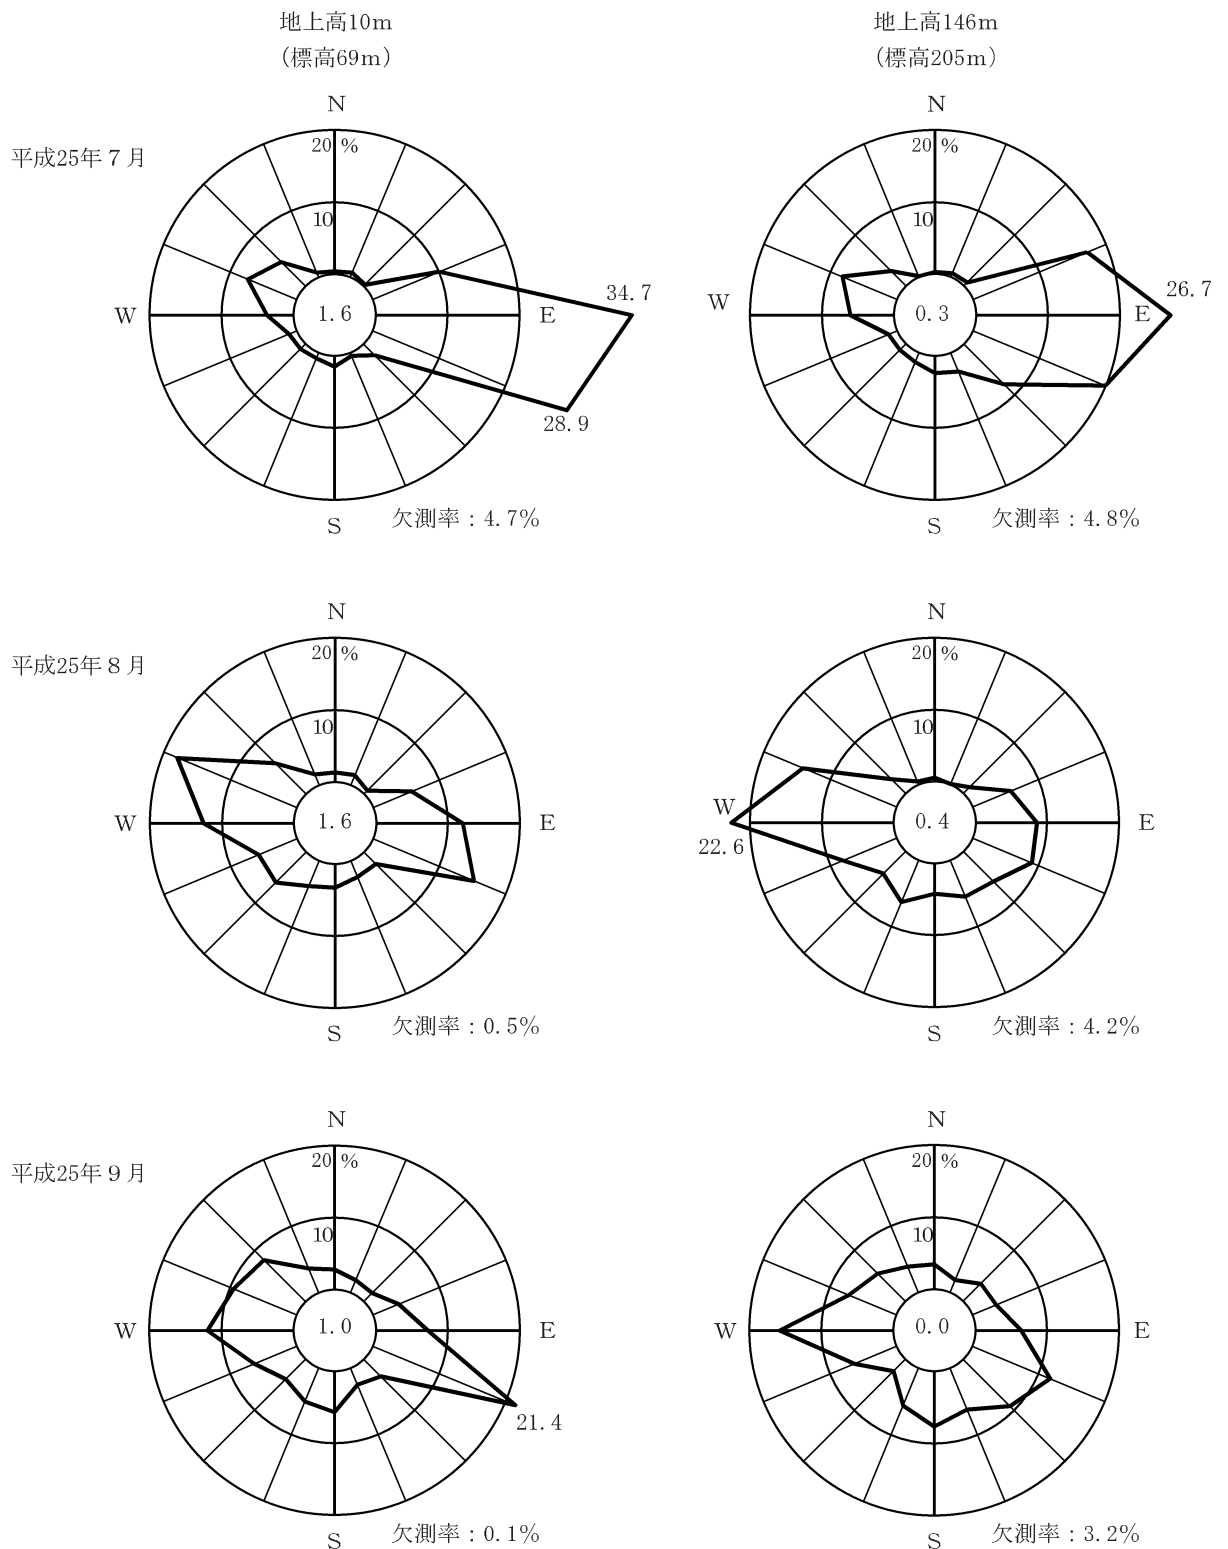 地上高10m
(標高69m)
地上高146m
(標高205m)
平成25年7月
N
20 %
10
W
1.6
E
34.7
28.9
S
欠測率:4.7%
N
20 %
10
W
0.3
E
26.7
S
欠測率:4.8%
平成25年8月
N
20 %
10
W
1.6
E
S
欠測率:0.5%
N
20 %
10
W
22.6
0.4
E
S
欠測率:4.2%
平成25年9月
N
20 %
10
W
1.0
E
21.4
S
欠測率:0.1%
N
20 %
10
W
0.0
E
S
欠測率:3.2%